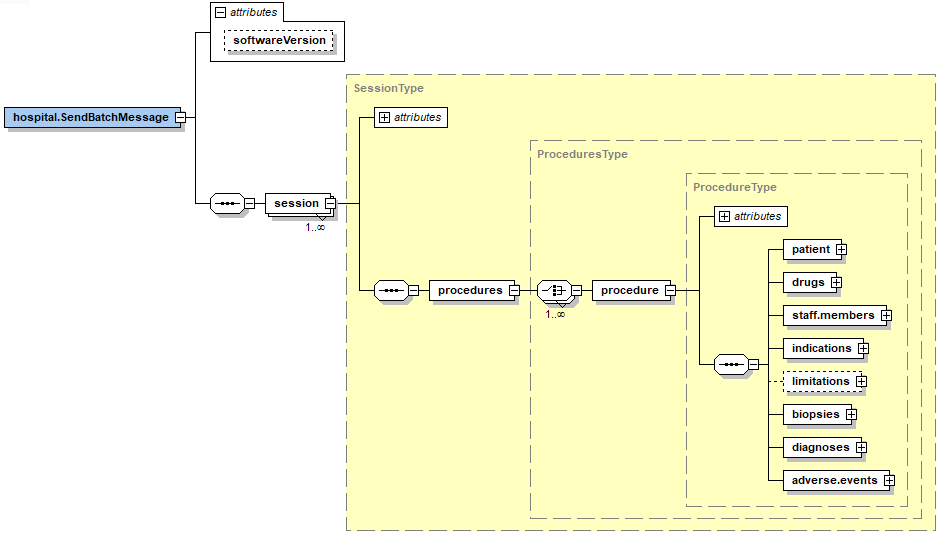 attributes
softwareVersion
hospital.SendBatchMessage
session
1..∞
SessionType
attributes
procedures
ProceduresType
1..∞
procedure
ProcedureType
attributes
patient
drugs
staff.members
indications
limitations
biopsies
diagnoses
adverse.events